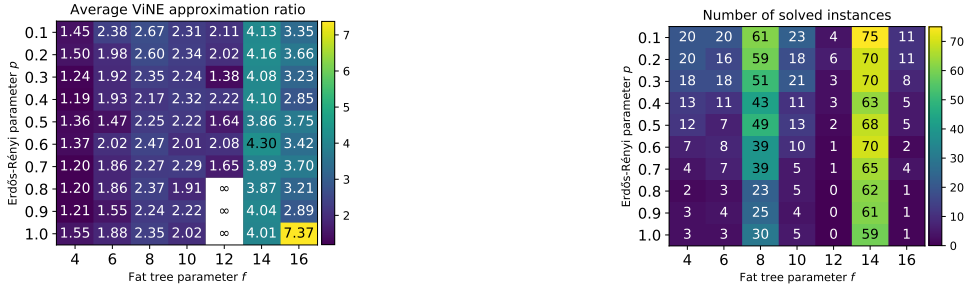 Average ViNE approximation ratio
Erdős-Rényi parameter p
0.1 1.45 2.38 2.67 2.31 2.11 4.13 3.35
0.2 1.50 1.98 2.60 2.34 2.02 4.16 3.66
0.3 1.24 1.92 2.35 2.24 1.38 4.08 3.23
0.4 1.19 1.93 2.17 2.32 2.22 4.10 2.85
0.5 1.36 1.47 2.25 2.22 1.64 3.86 3.75
0.6 1.37 2.02 2.47 2.01 2.08 4.30 3.42
0.7 1.20 1.86 2.27 2.29 1.65 3.89 3.70
0.8 1.20 1.86 2.37 1.91 ∞ 3.87 3.21
0.9 1.21 1.55 2.24 2.22 ∞ 4.04 2.89
1.0 1.55 1.88 2.35 2.02 ∞ 4.01 7.37
4 6 8 10 12 14 16
Fat tree parameter f
7
6
5
4
3
2
Number of solved instances
Erdős-Rényi parameter p
0.1 20 20 61 23 4 75 11
0.2 20 16 59 18 6 70 11
0.3 18 18 51 21 3 70 8
0.4 13 11 43 11 3 63 5
0.5 12 7 49 13 2 68 5
0.6 7 8 39 10 1 70 2
0.7 4 7 39 5 1 65 4
0.8 2 3 23 5 0 62 1
0.9 3 4 25 4 0 61 1
1.0 3 3 30 5 0 59 1
4 6 8 10 12 14 16
Fat tree parameter f
70
60
50
40
30
20
10
0